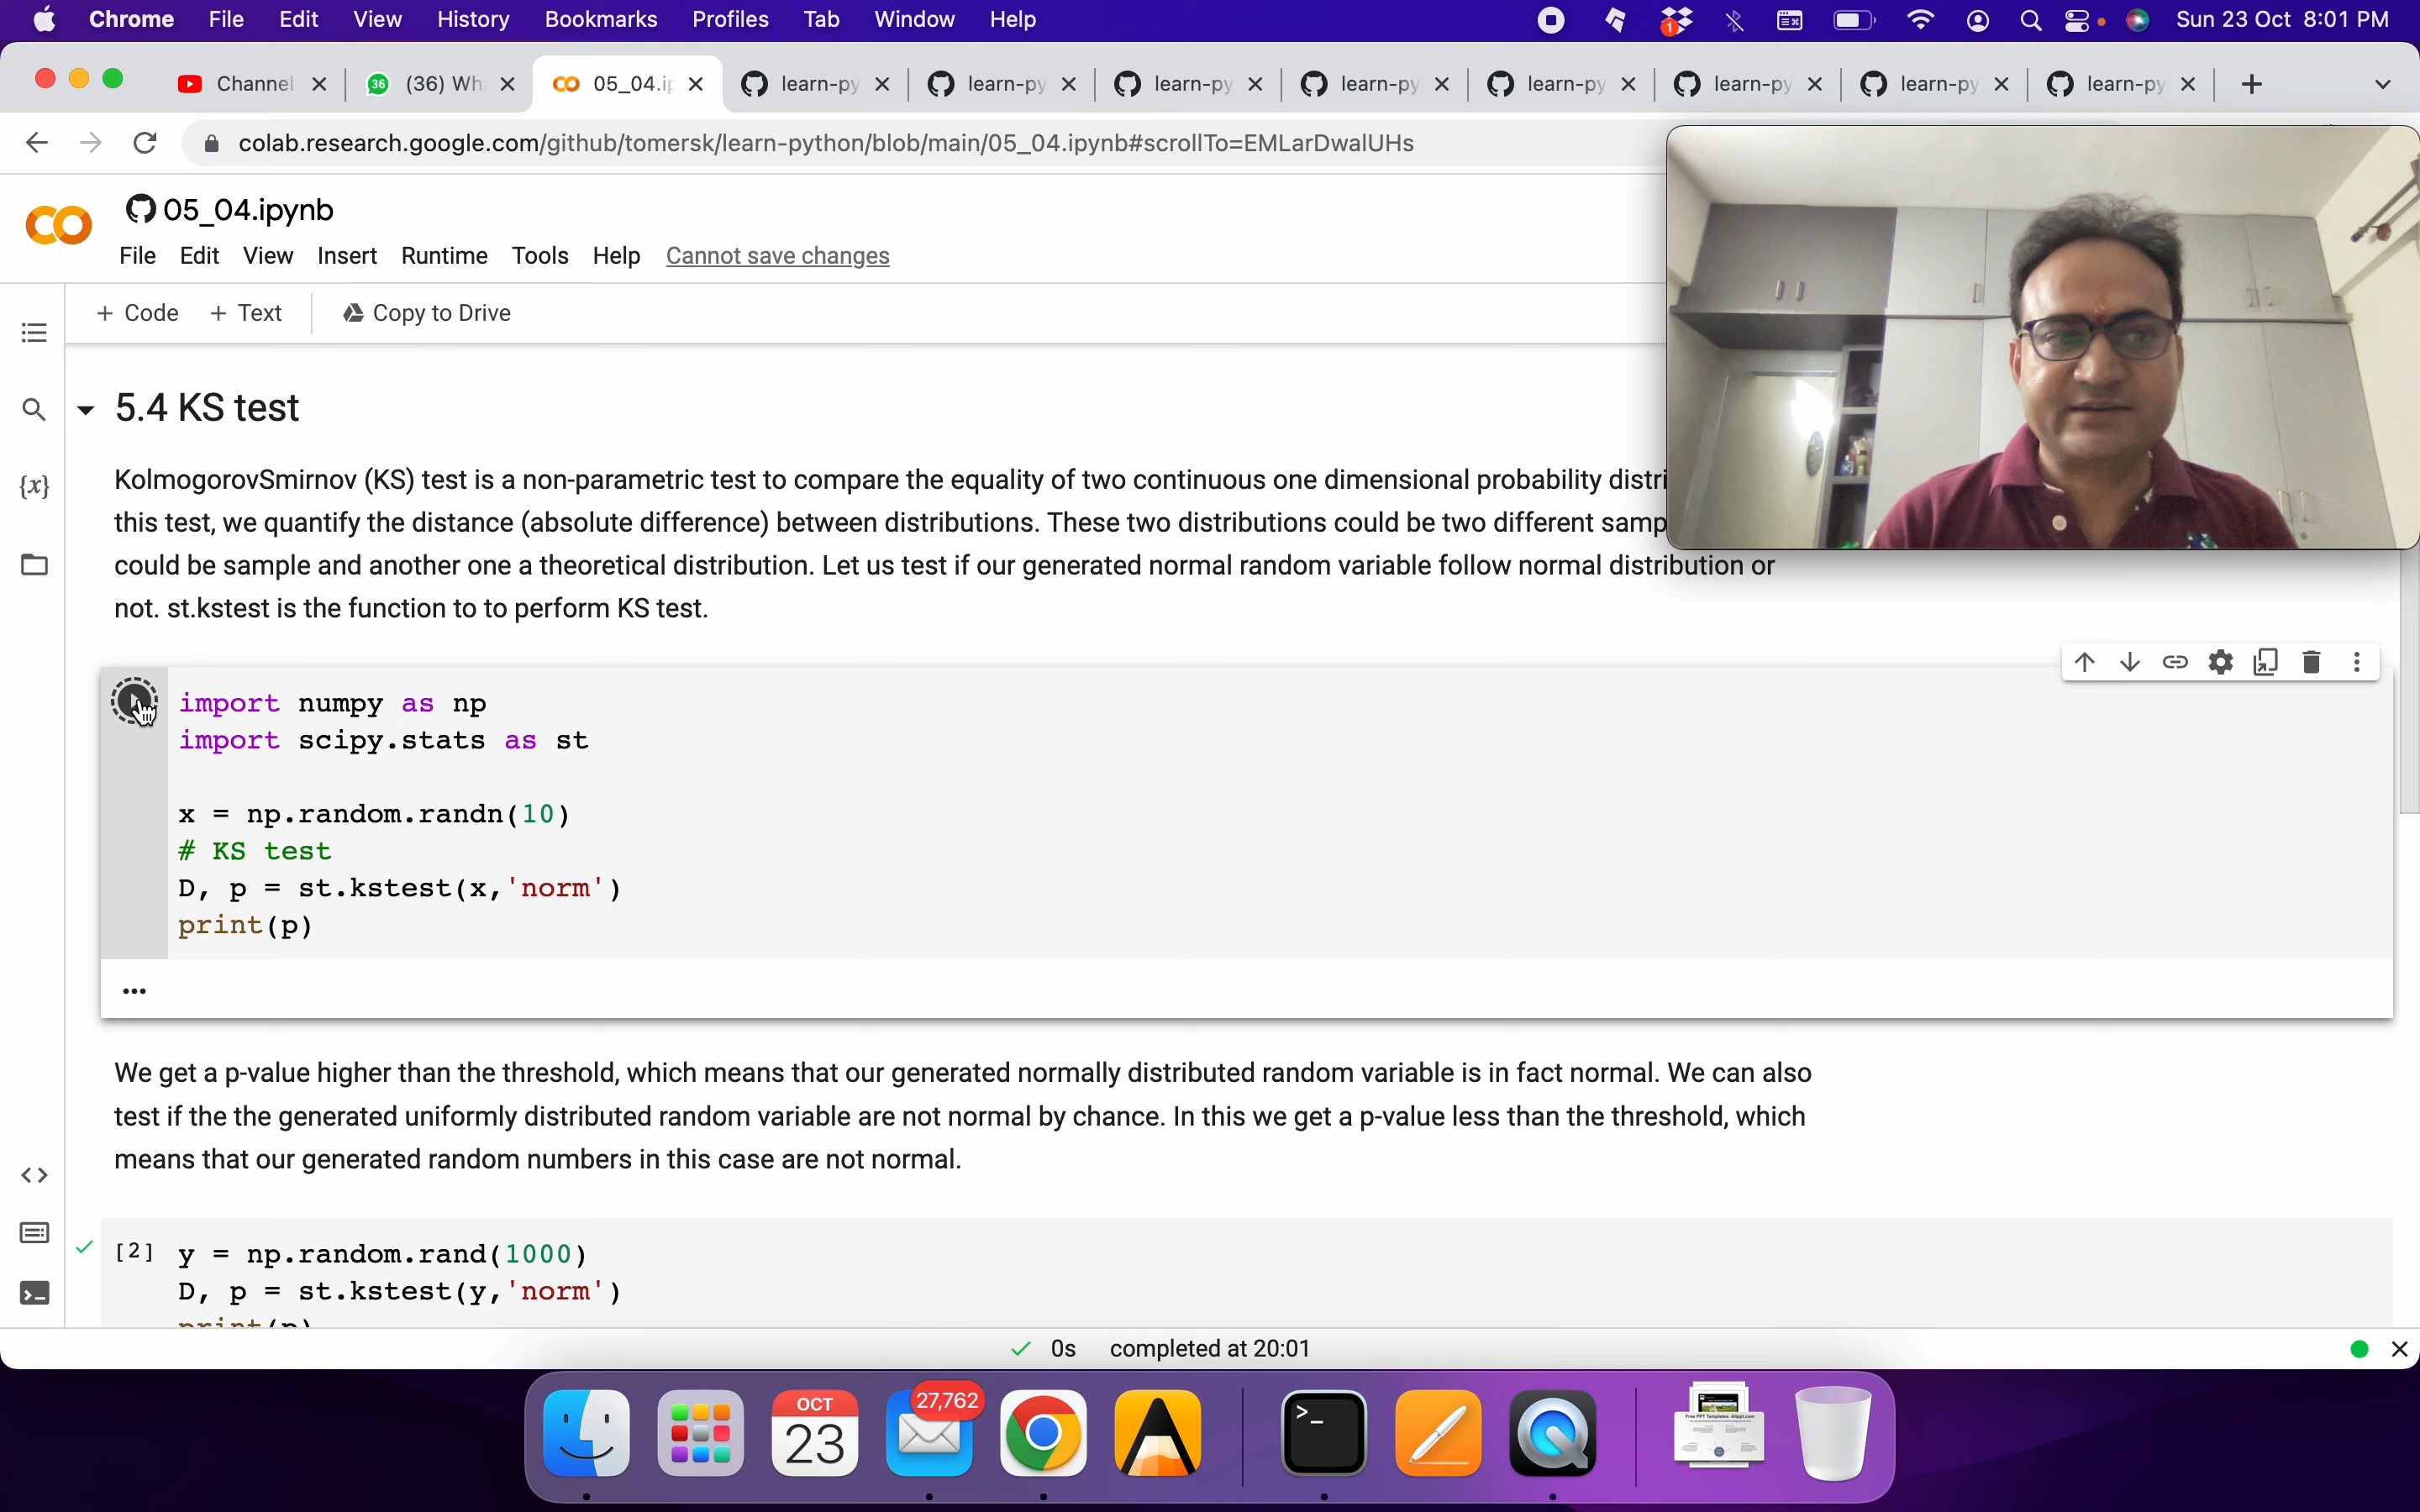 Chrome File Edit View History Bookmarks Profiles Tab Window Help 1 Sun 23 Oct 8:01 PM
Channel 36 (36) Wh 05_04.ip learn-py learn-py learn-py learn-py learn-py learn-py learn-py learn-py
colab.research.google.com/github/tomersk/learn-python/blob/main/05_04.ipynb#scrollTo=EMLarDwalUHs
05_04.ipynb
File Edit View Insert Runtime Tools Help Cannot save changes
+ Code + Text Copy to Drive
5.4 KS test
KolmogorovSmirnov (KS) test is a non-parametric test to compare the equality of two continuous one dimensional probability distri
this test, we quantify the distance (absolute difference) between distributions. These two distributions could be two different samp
could be sample and another one a theoretical distribution. Let us test if our generated normal random variable follow normal distribution or
not. st.kstest is the function to to perform KS test.
import numpy as np
import scipy.stats as st
x = np.random.randn(10)
# KS test
D, p = st.kstest(x,'norm')
print(p)
...
We get a p-value higher than the threshold, which means that our generated normally distributed random variable is in fact normal. We can also
test if the the generated uniformly distributed random variable are not normal by chance. In this we get a p-value less than the threshold, which
means that our generated random numbers in this case are not normal.
[2] y = np.random.rand(1000)
D, p = st.kstest(y,'norm')
print(p)
0s completed at 20:01
OCT
23
27,762
Free PPT Templates: Allppt.com